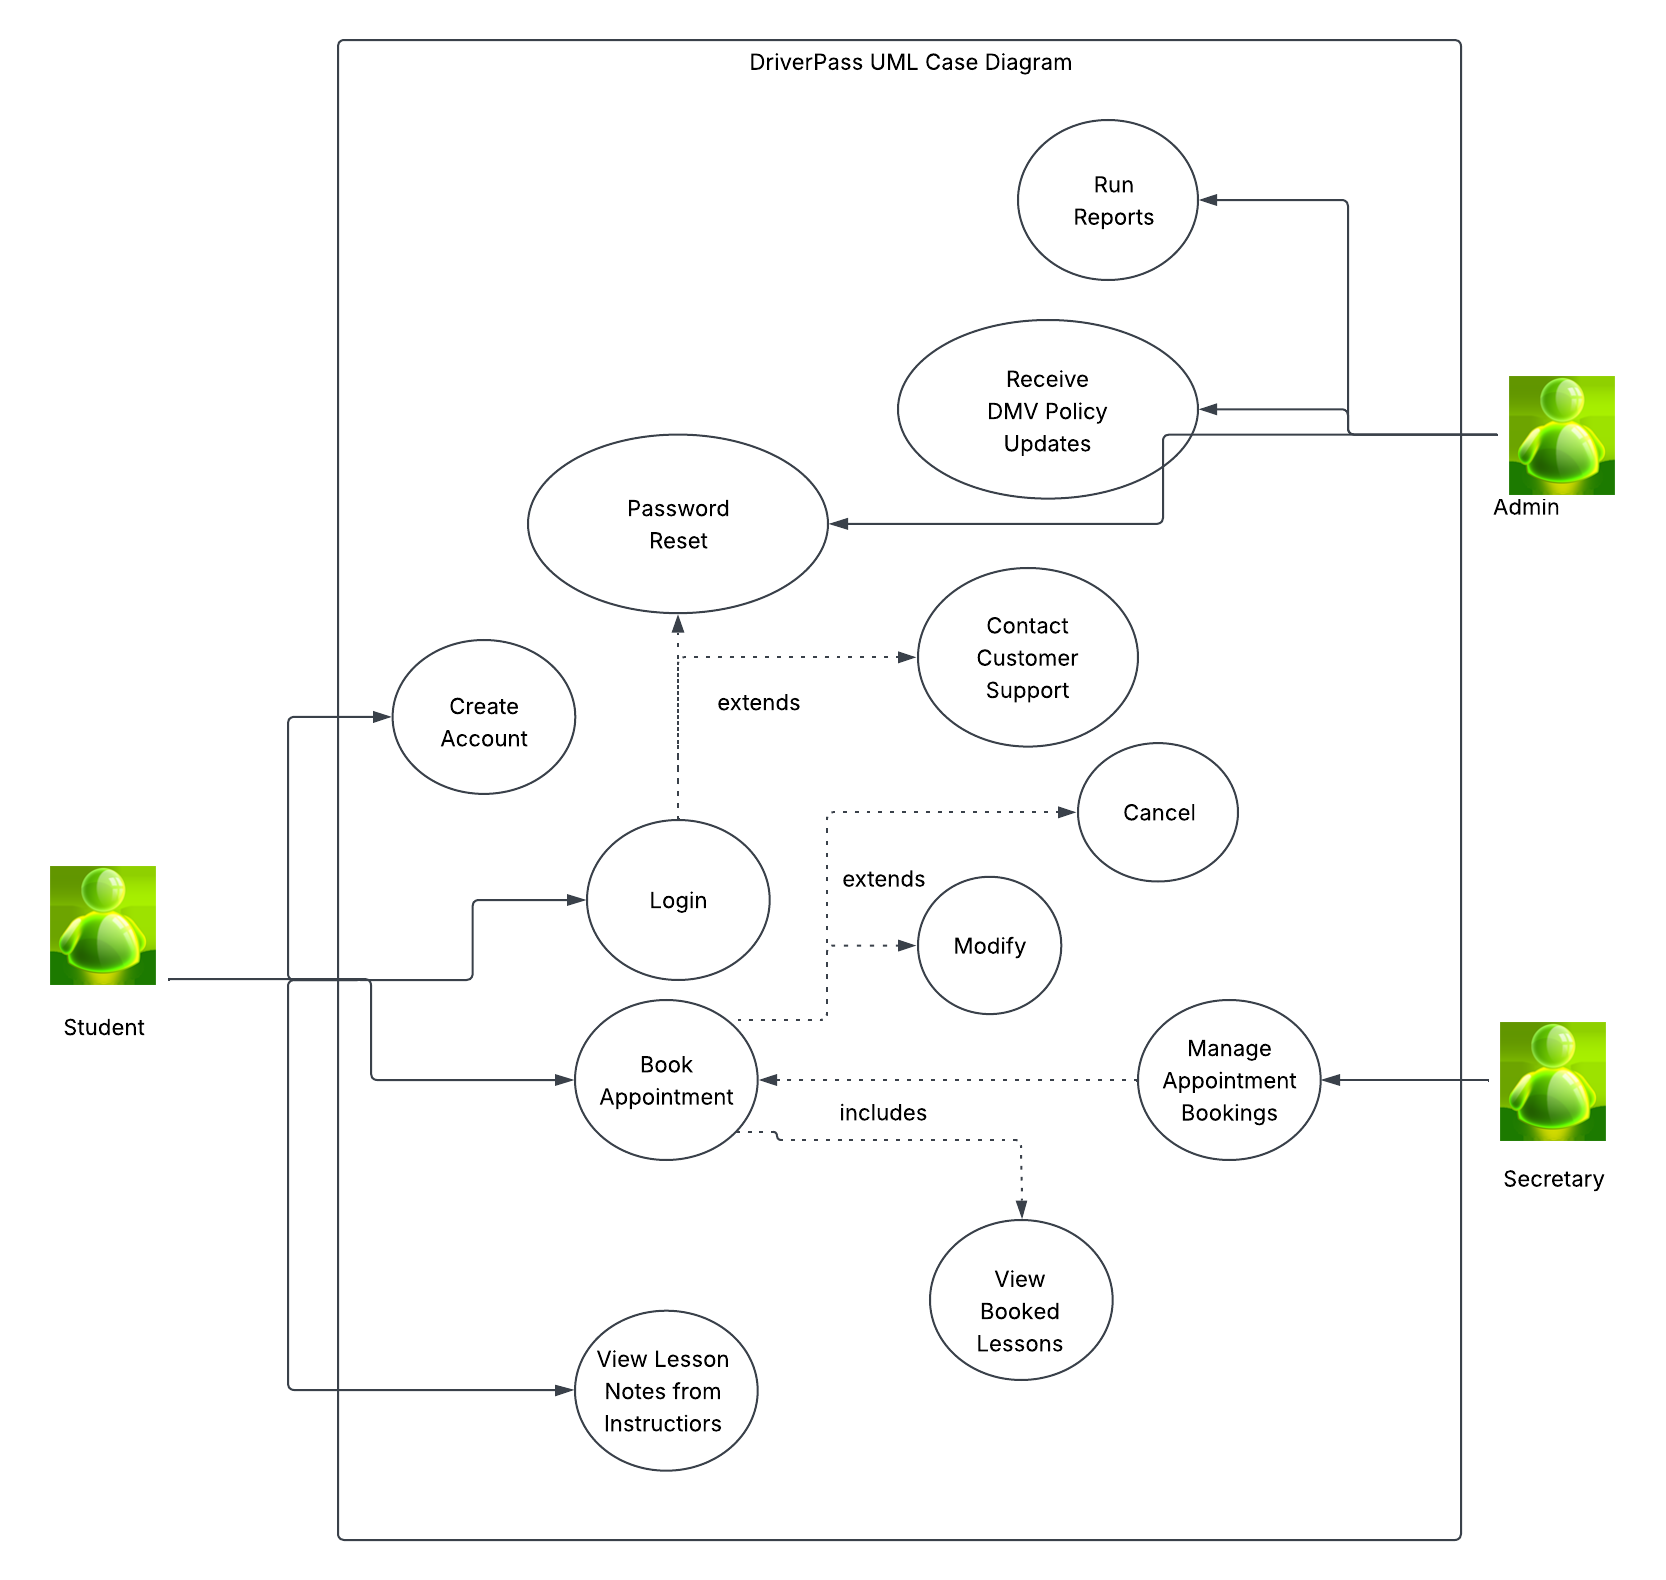 DriverPass UML Case Diagram
Run
Reports
Receive
DMV Policy
Updates
Admin
Password
Reset
Contact
Customer
Support
extends
Create
Account
Cancel
extends
Login
Modify
Student
Book
Appointment
Manage
Appointment
Bookings
includes
Secretary
View
Booked
Lessons
View Lesson
Notes from
Instructiors